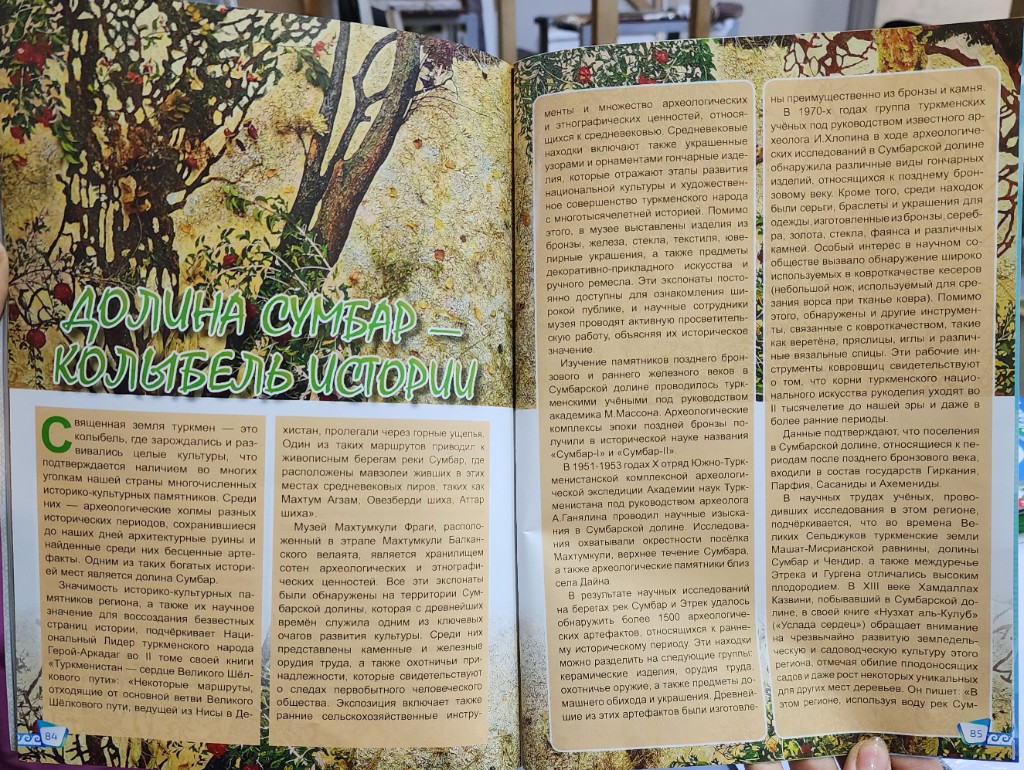 ДОЛИНА СУМБАР –
КОЛЫБЕЛЬ ИСТОРИИ
Священная земля туркмен — это
колыбель, где зарождались и раз-
вивались целые культуры, что
подтверждается наличием во многих
уголках нашей страны многочисленных
историко-культурных памятников. Среди
них — археологические холмы разных
исторических периодов, сохранившиеся
до наших дней архитектурные руины и
найденные среди них бесценные арте-
факты. Одним из таких богатых истори-
ей мест является долина Сумбар.
Значимость историко-культурных па-
мятников региона, а также их научное
значение для воссоздания безвестных
страниц истории, подчёркивает Наци-
ональный Лидер туркменского народа
Герой-Аркадаг во II томе своей книги
«Туркменистан — сердце Великого Шёл-
кового пути»: «Некоторые маршруты,
отходящие от основной ветви Великого
Шёлкового пути, ведущей из Нисы в Де-
хистан, пролегали через горные ущелья.
Один из таких маршрутов приводил к
живописным берегам реки Сумбар, где
расположены мавзолеи живших в этих
местах средневековых пиров, таких как
Махтум Агзам, Овезберди шиха, Аттар
шиха».
Музей Махтумкули Фраги, располо-
женный в этрапе Махтумкули Балкан-
ского велаята, является хранилищем
сотен археологических и этнографи-
ческих ценностей. Все эти экспонаты
были обнаружены на территории Сум-
барской долины, которая с древнейших
времён служила одним из ключевых
очагов развития культуры. Среди них
представлены каменные и железные
орудия труда, а также охотничьи при-
надлежности, которые свидетельствуют
о следах первобытного человеческого
общества. Экспозиция включает также
ранние сельскохозяйственные инстру-
84
менты и множество археологических
и этнографических ценностей, относя-
щихся к средневековью. Средневековые
находки включают также украшенные
узорами и орнаментами гончарные изде-
лия, которые отражают этапы развития
национальной культуры и художествен-
ное совершенство туркменского народа
с многотысячелетней историей. Помимо
этого, в музее выставлены изделия из
бронзы, железа, стекла, текстиля, юве-
лирные украшения, а также предметы
декоративно-прикладного искусства и
ручного ремесла. Эти экспонаты посто-
янно доступны для ознакомления ши-
рокой публике, и научные сотрудники
музея проводят активную просветитель-
скую работу, объясняя их историческое
значение.
Изучение памятников позднего брон-
зового и раннего железного веков в
Сумбарской долине проводилось турк-
менскими учёными под руководством
академика М.Массона. Археологические
комплексы эпохи поздней бронзы по-
лучили в исторической науке названия
«Сумбар-I» и «Сумбар-II».
В 1951-1953 годах X отряд Южно-Турк-
менистанской комплексной археологи-
ческой экспедиции Академии наук Турк-
менистана под руководством археолога
А.Ганялина проводил научные изыска-
ния в Сумбарской долине. Исследова-
ния охватывали окрестности посёлка
Махтумкули, верхнее течение Сумбара,
а также археологические памятники близ
села Дайна.
В результате научных исследований
на берегах рек Сумбар и Этрек удалось
обнаружить более 1500 археологиче-
ских артефактов, относящихся к ранне-
му историческому периоду. Эти находки
можно разделить на следующие группы:
керамические изделия, орудия труда,
охотничье оружие, а также предметы до-
машнего обихода и украшения. Древней-
шие из этих артефактов были изготовле-
ны преимущественно из бронзы и камня.
В 1970-х годах группа туркменских
учёных под руководством известного ар-
хеолога И.Хлопина в ходе археологиче-
ских исследований в Сумбарской долине
обнаружила различные виды гончарных
изделий, относящихся к позднему брон-
зовому веку. Кроме того, среди находок
были серьги, браслеты и украшения для
одежды, изготовленные из бронзы, сереб-
ра, золота, стекла, фаянса и различных
камней. Особый интерес в научном со-
обществе вызвало обнаружение широко
используемых в ковроткачестве кесеров
(небольшой нож, используемый для сре-
зания ворса при тканье ковра). Помимо
этого, обнаружены и другие инструмен-
ты, связанные с ковроткачеством, такие
как веретёна, пряслицы, иглы и различ-
ные вязальные спицы. Эти рабочие ин-
струменты ковровщиц свидетельствуют
о том, что корни туркменского нацио-
нального искусства рукоделия уходят во
II тысячелетие до нашей эры и даже в
более ранние периоды.
Данные подтверждают, что поселения
в Сумбарской долине, относящиеся к пе-
риодам после позднего бронзового века,
входили в состав государств Гиркания,
Парфия, Сасаниды и Ахемениды.
В научных трудах учёных, прово-
дивших исследования в этом регионе,
подчёркивается, что во времена Ве-
ликих Сельджуков туркменские земли
Машат-Мисрианской равнины, долины
Сумбар и Чендир, а также междуречье
Этрека и Гургена отличались высоким
плодородием. В XIII веке Хамдаллах
Казвини, побывавший в Сумбарской до-
лине, в своей книге «Нузхат аль-Кулуб»
(«Услада сердец») обращает внимание
на чрезвычайно развитую земледель-
ческую и садоводческую культуру этого
региона, отмечая обилие плодоносящих
садов и даже рост некоторых уникальных
для других мест деревьев. Он пишет: «В
этом регионе, используя воду рек Сум-
85